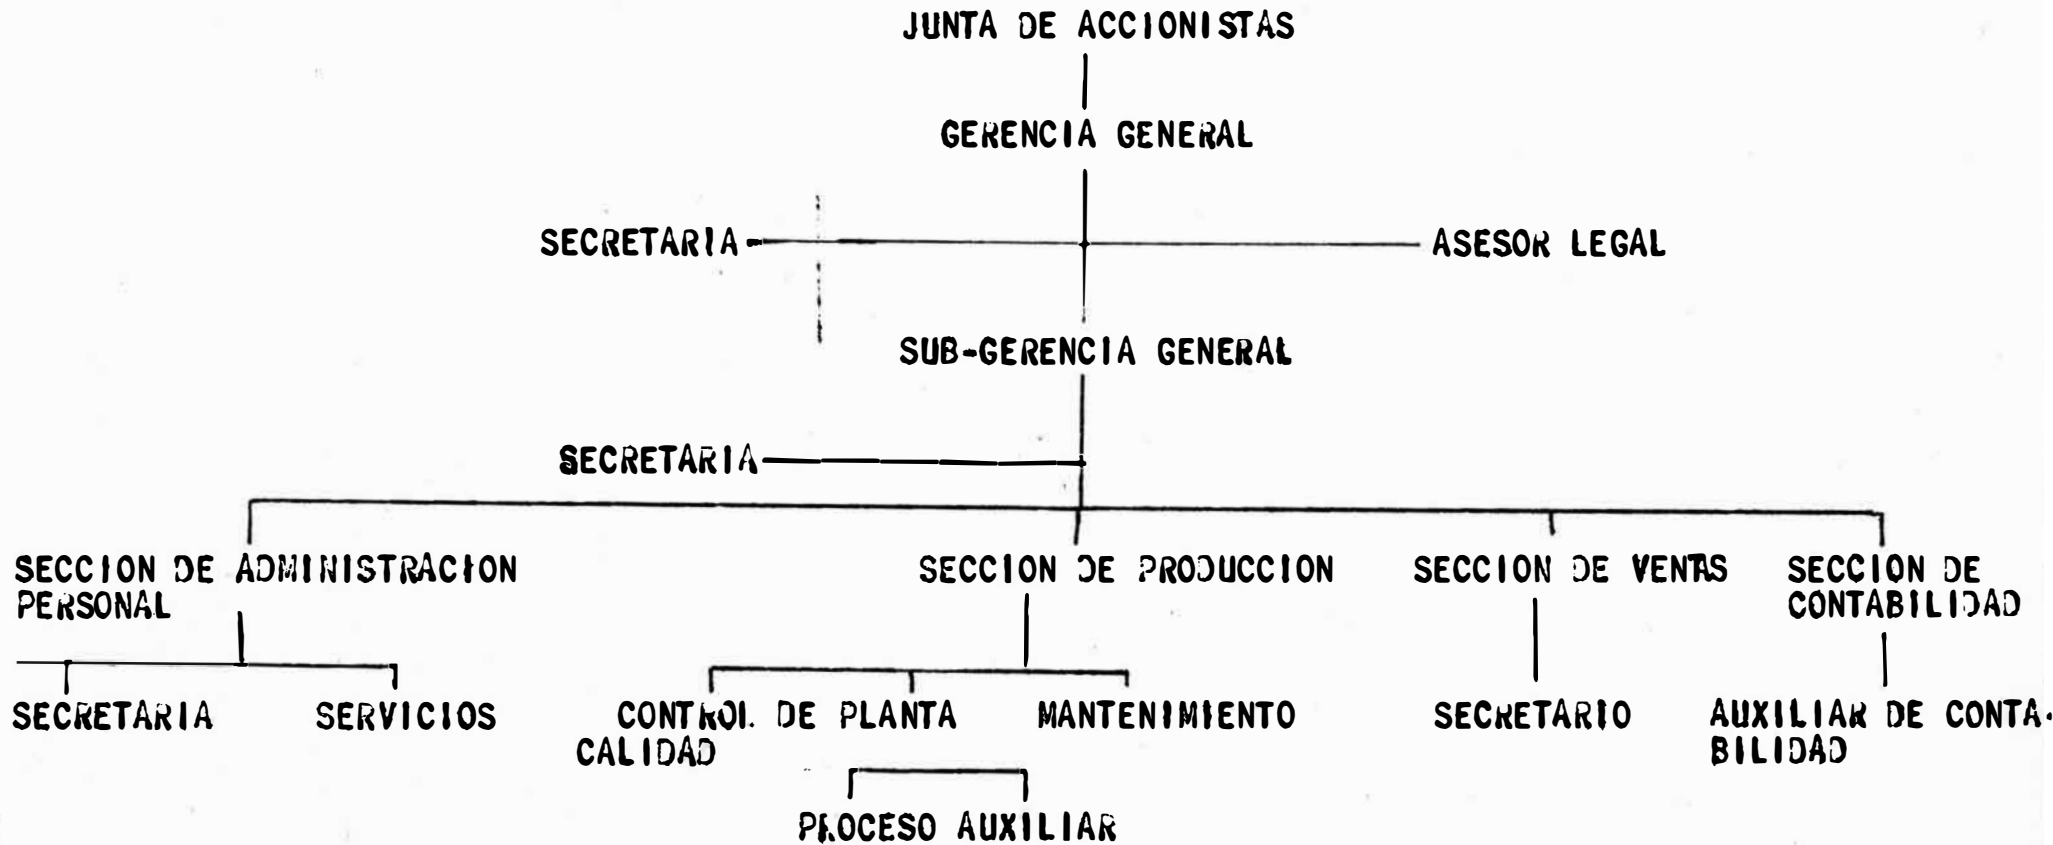 JUNTA DE ACCIONISTAS
GERENCIA GENERAL
SECRETARIA
ASESOR LEGAL
SUB-GERENCIA GENERAL
SECRETARIA
SECCION DE ADMINISTRACION
PERSONAL
SECCION DE PRODUCCION
SECCION DE VENTAS
SECCION DE
CONTABILIDAD
SECRETARIA
SERVICIOS
CONTROL DE
CALIDAD
PLANTA
MANTENIMIENTO
SECRETARIO
AUXILIAR DE CONTA-
BILIDAD
PROCESO
AUXILIAR